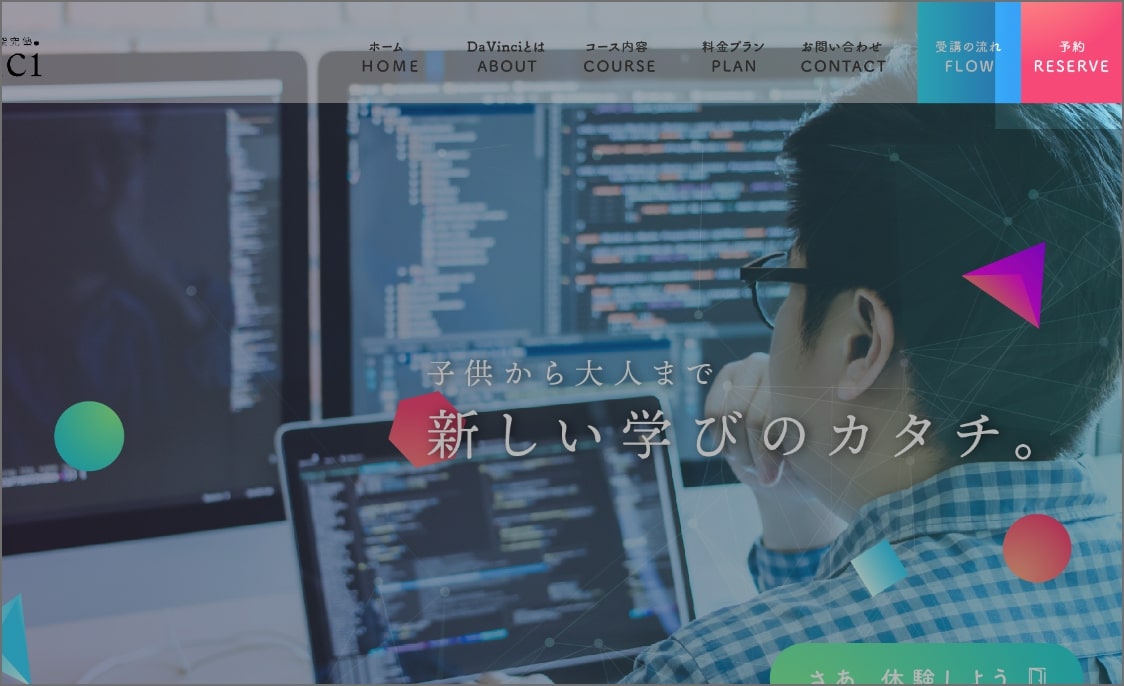 c1
ホーム
HOME
DaVinciとは
ABOUT
コース内容
COURSE
料金プラン
PLAN
お問い合わせ
CONTACT
受講の流れ
FLOW
予約
RESERVE
子供から大人まで
新しい学びのカタチ。
さあ、体験しよう